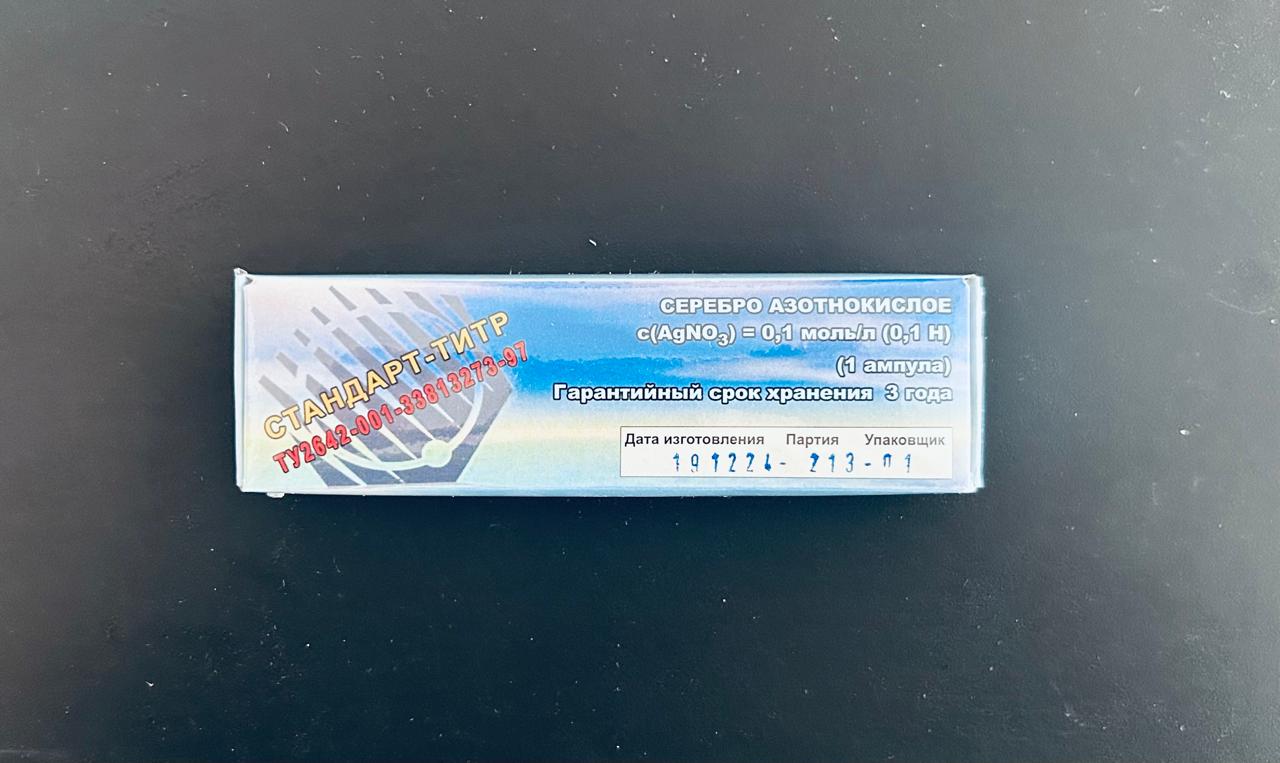 СТАНДАРТ-ТИТР
ТУ2642-001-33813273-97
СЕРЕБРО АЗОТНОКИСЛОЕ
c(AgNO₃) = 0,1 моль/л (0,1 Н)
(1 ампула)
Гарантийный срок хранения 3 года
Дата изготовления Партия Упаковщик
191224- 213-01